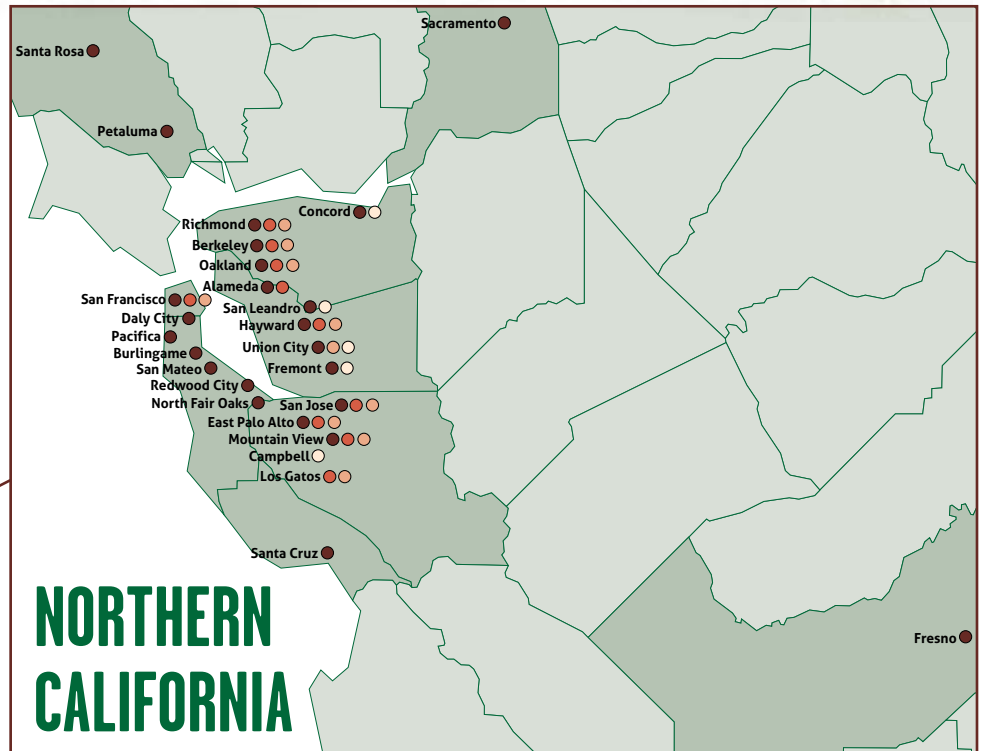 Sacramento
Santa Rosa
Petaluma
Concord
Richmond
Berkeley
Oakland
Alameda
San Francisco
San Leandro
Daly City
Hayward
Pacifica
Union City
Burlingame
San Mateo
Fremont
Redwood City
North Fair Oaks
San Jose
East Palo Alto
Mountain View
Campbell
Los Gatos
Santa Cruz
NORTHERN
CALIFORNIA
Fresno